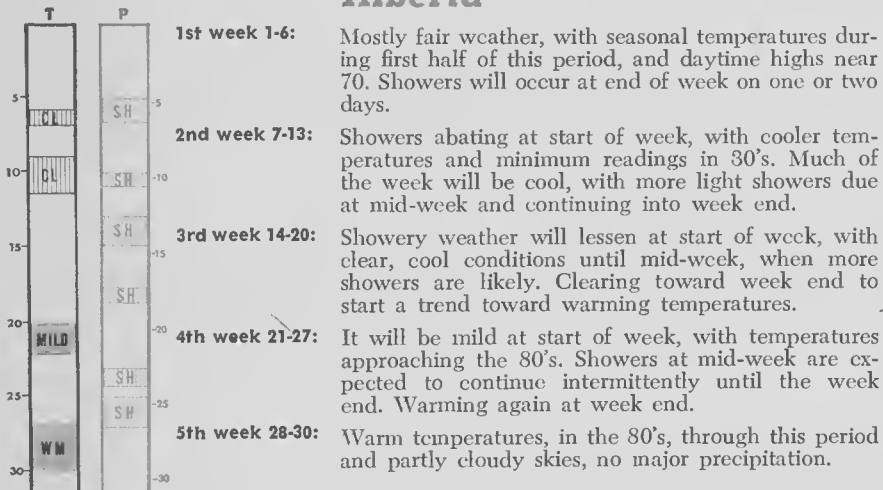 T P
5-
CL
10-
CL
15-
20
MILD
25-
WM
30-
SH
-5
SH
-10
SH
-15
SH
-20
SH
-25
SH
-30
1st week 1-6: Mostly fair weather, with seasonal temperatures dur-
ing first half of this period, and daytime highs near
70. Showers will occur at end of week on one or two
days.
2nd week 7-13: Showers abating at start of week, with cooler tem-
peratures and minimum readings in 30's. Much of
the week will be cool, with more light showers due
at mid-week and continuing into week end.
3rd week 14-20: Showery weather will lessen at start of week, with
clear, cool conditions until mid-week, when more
showers are likely. Clearing toward week end to
start a trend toward warming temperatures.
4th week 21-27: It will be mild at start of week, with temperatures
approaching the 80's. Showers at mid-week are ex-
pected to continue intermittently until the week
end. Warming again at week end.
5th week 28-30: Warm temperatures, in the 80's, through this period
and partly cloudy skies, no major precipitation.